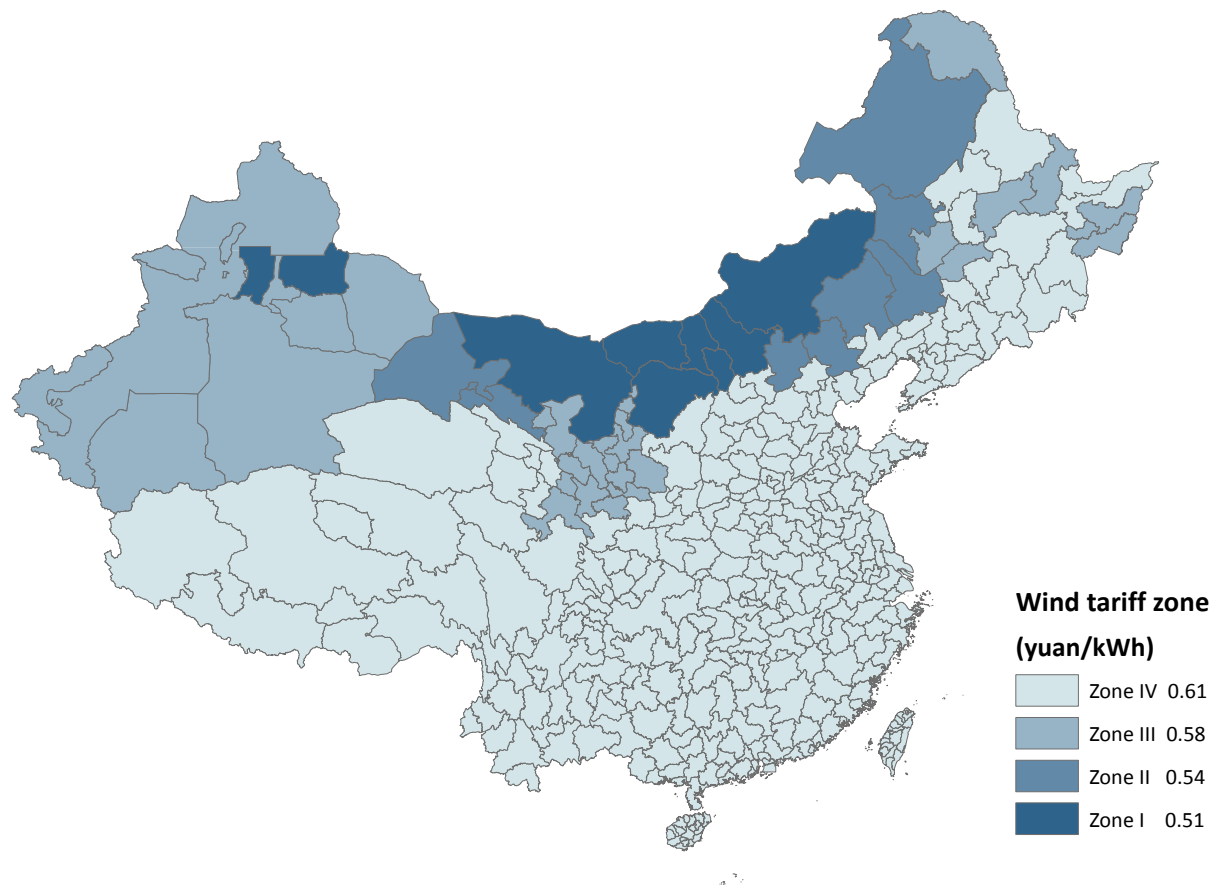 Wind tariff zone
(yuan/kWh)
Zone IV 0.61
Zone III 0.58
Zone II 0.54
Zone I 0.51